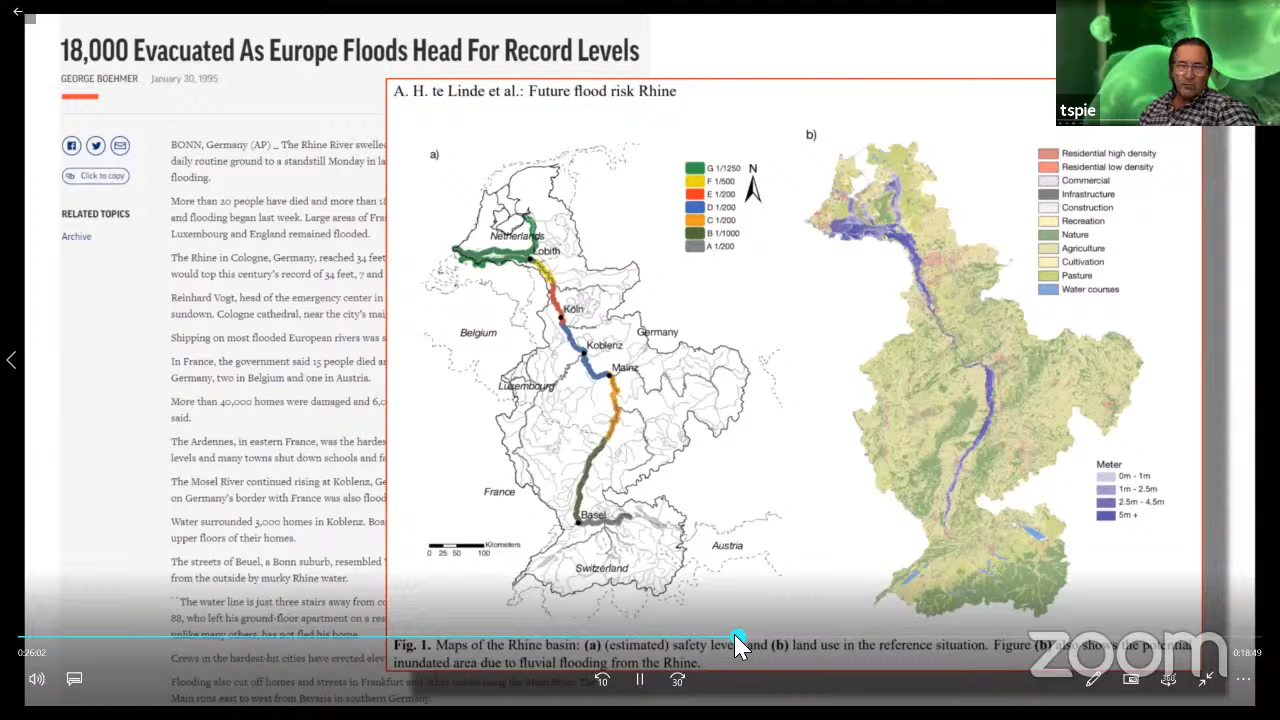 18,000 Evacuated As Europe Floods Head For Record Levels
GEORGE BOEHMER January 30, 1995
Click to copy
RELATED TOPICS
Archive
BONN, Germany (AP) _ The Rhine River swelled
daily routine ground to a standstill Monday in
flooding.
More than 20 people have died and more than
and flooding began last week. Large areas of
Luxembourg and England remained flooded.
The Rhine in Cologne, Germany, reached 34 feet
would top this century's record of 34 feet, 7 and
Reinhard Vogt, head of the emergency center in
sundown. Cologne cathedral, near the city's
Shipping on most flooded European rivers was
In France, the government said 15 people died
Germany, two in Belgium and one in Austria.
More than 40,000 homes were damaged and
said.
The Ardennes, in eastern France, was the
levels and many towns shut down schools and
The Mosel River continued rising at Koblenz,
on Germany's border with France was also
Water surrounded 3,000 homes in Koblenz.
upper floors of their homes.
The streets of Beuel, a Bonn suburb, resembled
from the outside by murky Rhine water.
``The water line is just three stairs away from
88, who left his ground-floor apartment on a
unlike many others, has not fled his home.
Crews in the hardest-hit cities have erected
Flooding also cut off homes and streets in Frankfurt and other towns along the Main River. The
Main runs east to west from Bavaria in southern Germany.
A. H. te Linde et al.: Future flood risk Rhine
a)
G 1/1250
F 1/500
E 1/200
D 1/200
C 1/200
B 1/1000
A 1/200
N
Netherlands
Lobith
Köln
Belgium
Germany
Koblenz
Mainz
Luxembourg
France
Basel
Austria
Switzerland
Kilometers
0 25 50 100
b)
Residential high density
Residential low density
Commercial
Infrastructure
Construction
Recreation
Nature
Agriculture
Cultivation
Pasture
Water courses
Meter
0m - 1m
1m - 2.5m
2.5m - 4.5m
5m +
Fig. 1. Maps of the Rhine basin: (a) (estimated) safety and (b) land use in the reference situation. Figure (b) also shows the potential
inundated area due to fluvial flooding from the Rhine.
tspie
zoom
0:26:02
0:18:49
10
30
360